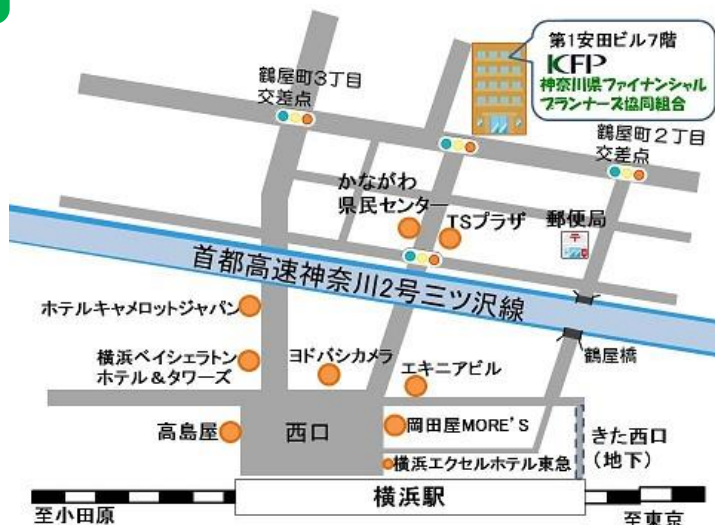 第1安田ビル7階
KFP
神奈川県ファイナンシャル
プランナーズ協同組合
鶴屋町3丁目
交差点
鶴屋町2丁目
交差点
かながわ
県民センター
TSプラザ
郵便局
〒
首都高速神奈川2号三ツ沢線
ホテルキャメロットジャパン
鶴屋橋
横浜ベイシェラトン
ホテル&タワーズ
ヨドバシカメラ
エキニアビル
高島屋
西口
岡田屋MORE'S
きた西口
(地下)
横浜エクセルホテル東急
横浜駅
至小田原
至東京